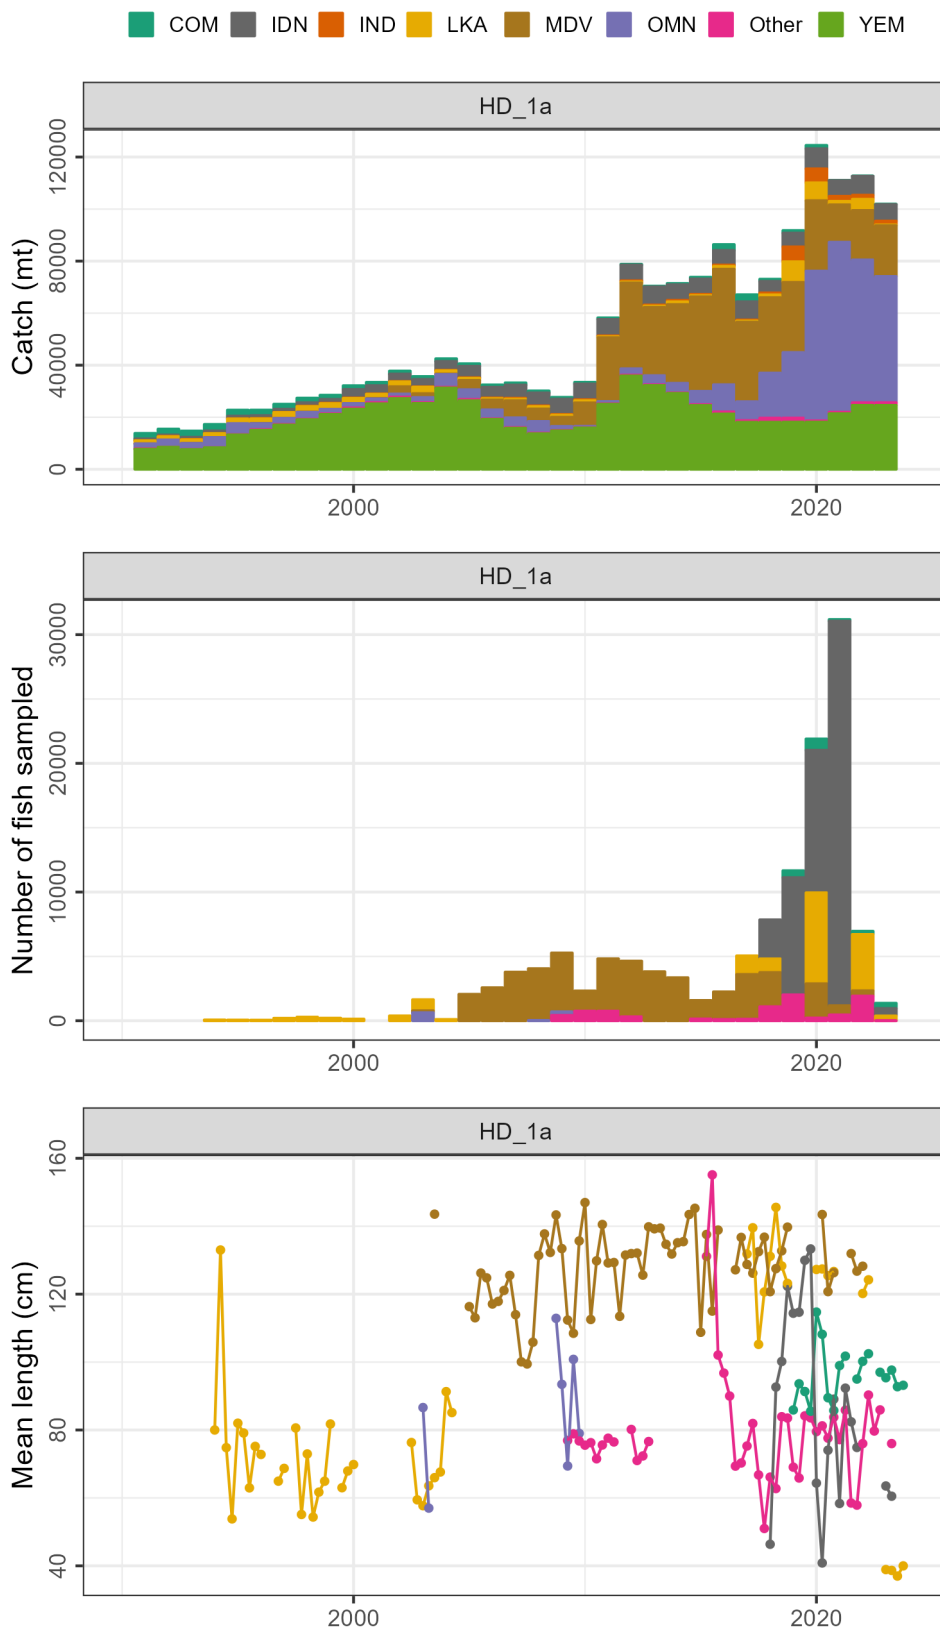 COM IDN IND LKA MDV OMN Other YEM
HD_1a
Catch (mt)
120000
80000
40000
0
2000 2020
HD_1a
Number of fish sampled
30000
20000
10000
0
2000 2020
HD_1a
Mean length (cm)
160
120
80
40
2000 2020